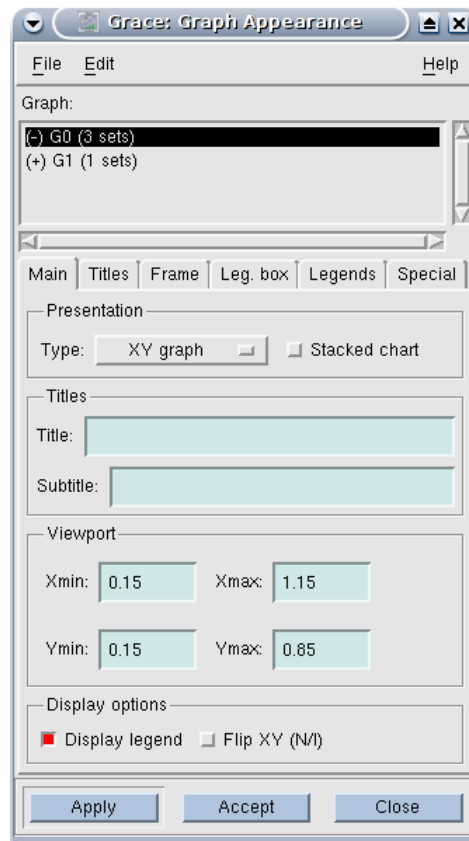 Grace: Graph Appearance
File Edit Help
Graph:
(-) G0 (3 sets)
(+) G1 (1 sets)
Main Titles Frame Leg. box Legends Special
Presentation
Type: XY graph Stacked chart
Titles
Title:
Subtitle:
Viewport
Xmin: 0.15 Xmax: 1.15
Ymin: 0.15 Ymax: 0.85
Display options
Display legend Flip XY (N/I)
Apply Accept Close